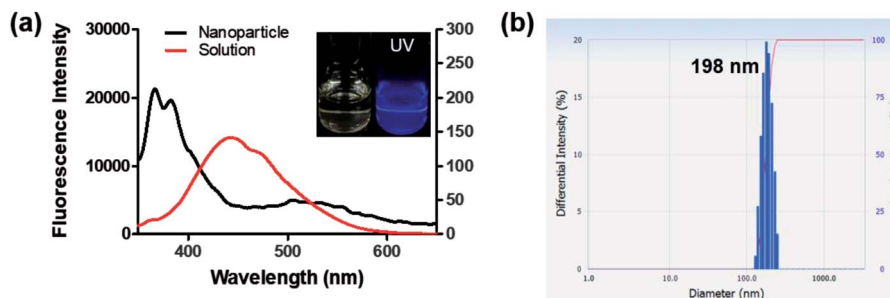 (a)
Nanoparticle
Solution
UV
Fluorescence Intensity
30000
20000
10000
0
300
250
200
150
100
50
0
400
500
600
Wavelength (nm)
(b)
198 nm
Differential Intensity (%)
20
15
10
5
0
100
75
50
25
0
1.0
10.0
100.0
1000.0
Diameter (nm)